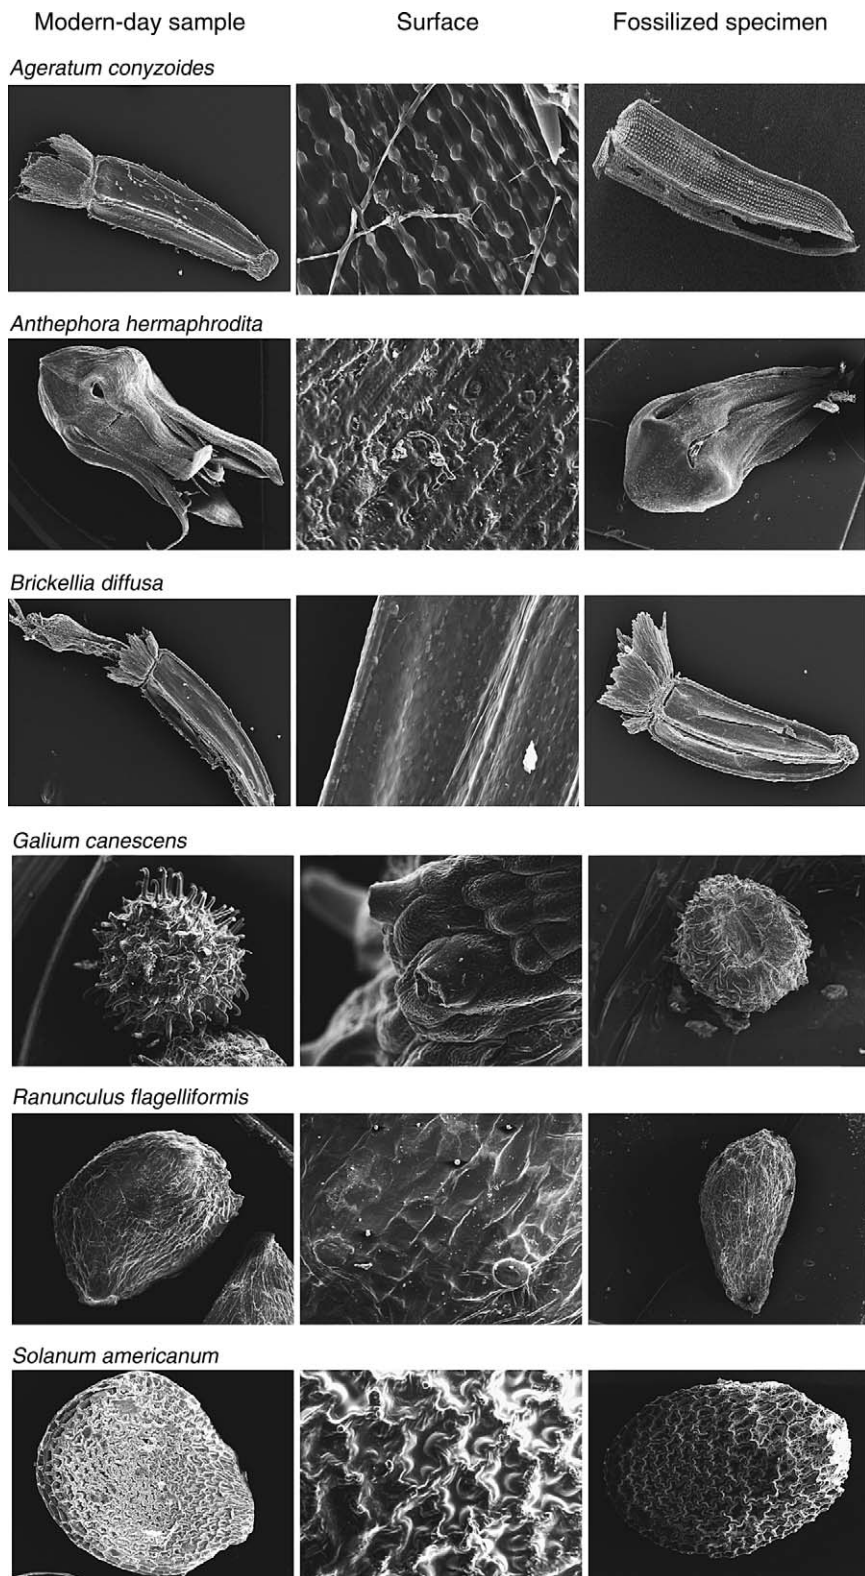 Modern-day sample Surface Fossilized specimen
Ageratum conyzoides
Anthephora hermaphrodita
Brickellia diffusa
Galium canescens
Ranunculus flagelliformis
Solanum americanum